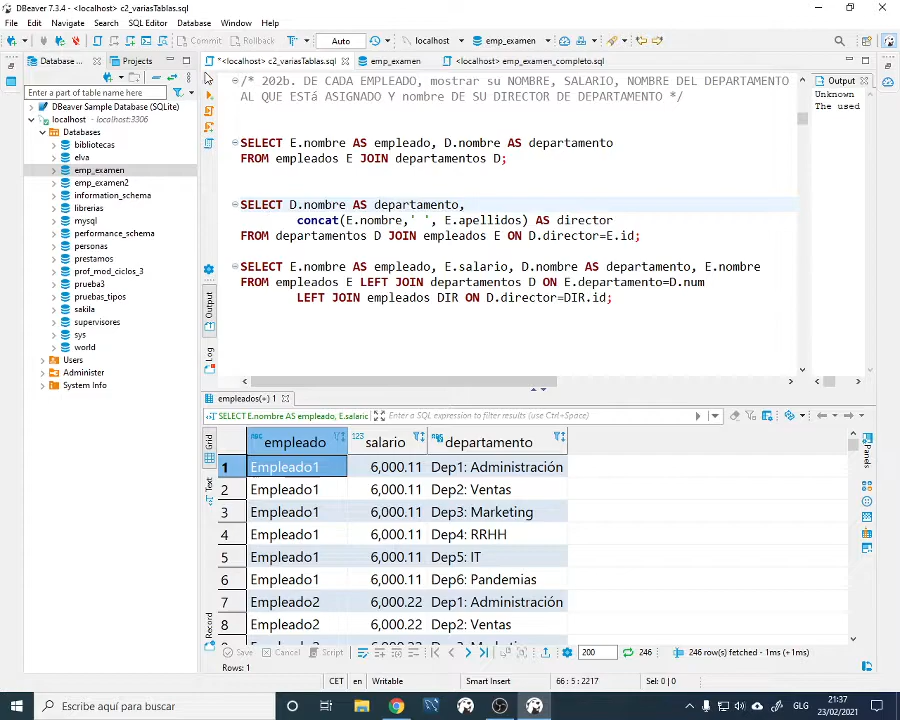 DBeaver 7.3.4 - <localhost> c2_variasTablas.sql
File Edit Navigate Search SQL Editor Database Window Help
Commit Rollback Auto localhost emp_examen
Database ... Projects *<localhost> c2_variasTablas.sql emp_examen <localhost> emp_examen_completo.sql
Enter a part of table name here
DBeaver Sample Database (SQLite)
localhost - localhost:3306
Databases
bibliotecas
elva
emp_examen
emp_examen2
information_schema
librerias
mysql
performance_schema
personas
prestamos
prof_mod_ciclos_3
prueba3
pruebas_tipos
sakila
supervisores
sys
world
Users
Administer
System Info
/* 202b. DE CADA EMPLEADO, mostrar su NOMBRE, SALARIO, NOMBRE DEL DEPARTAMENTO
AL QUE ESTá ASIGNADO Y nombre DE SU DIRECTOR DE DEPARTAMENTO */
SELECT E.nombre AS empleado, D.nombre AS departamento
FROM empleados E JOIN departamentos D;
SELECT D.nombre AS departamento,
concat(E.nombre,' ', E.apellidos) AS director
FROM departamentos D JOIN empleados E ON D.director=E.id;
SELECT E.nombre AS empleado, E.salario, D.nombre AS departamento, E.nombre
FROM empleados E LEFT JOIN departamentos D ON E.departamento=D.num
LEFT JOIN empleados DIR ON D.director=DIR.id;
Output
Unknown
The used
Output
Log
empleados(+) 1
SELECT E.nombre AS empleado, E.salario Enter a SQL expression to filter results (use Ctrl+Space)
Grid
Text
Record
Panels
empleado 123 salario departamento
1 Empleado1 6,000.11 Dep1: Administración
2 Empleado1 6,000.11 Dep2: Ventas
3 Empleado1 6,000.11 Dep3: Marketing
4 Empleado1 6,000.11 Dep4: RRHH
5 Empleado1 6,000.11 Dep5: IT
6 Empleado1 6,000.11 Dep6: Pandemias
7 Empleado2 6,000.22 Dep1: Administración
8 Empleado2 6,000.22 Dep2: Ventas
Save Cancel Script 200 246 246 row(s) fetched - 1ms (+1ms)
Rows: 1
CET en Writable Smart Insert 66 : 5 : 2217 Sel: 0 | 0
Escribe aquí para buscar
GLG
21:37
23/02/2021